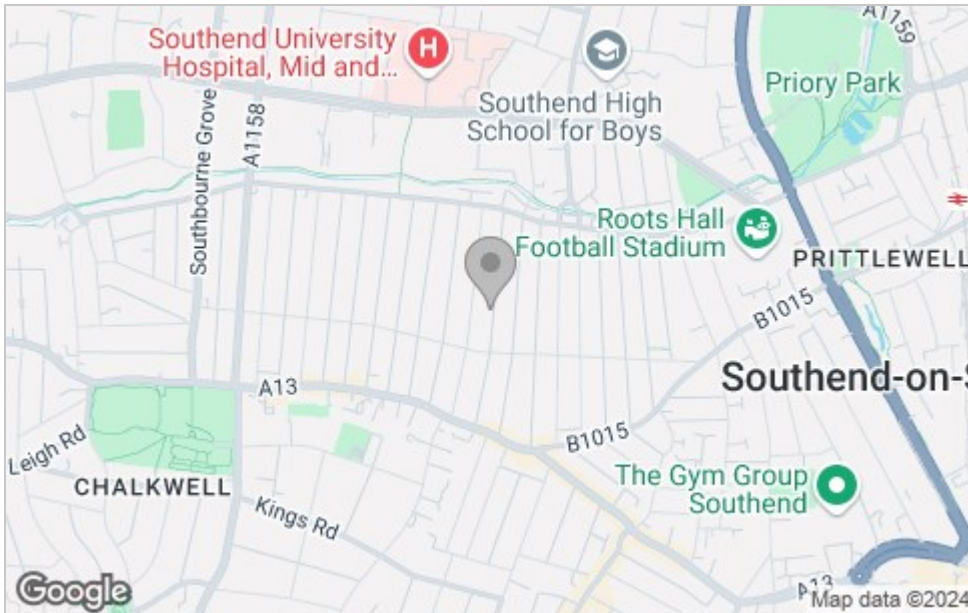 A1159
Southend University
Hospital, Mid and...
H
Priory Park
Southend High
School for Boys
Southbourne Grove
A1158
Roots Hall
Football Stadium
PRITTLEWELL
B1015
Southend-on-S
A13
B1015
Leigh Rd
CHALKWELL
The Gym Group
Southend
Kings Rd
A13
Google
Map data ©2024